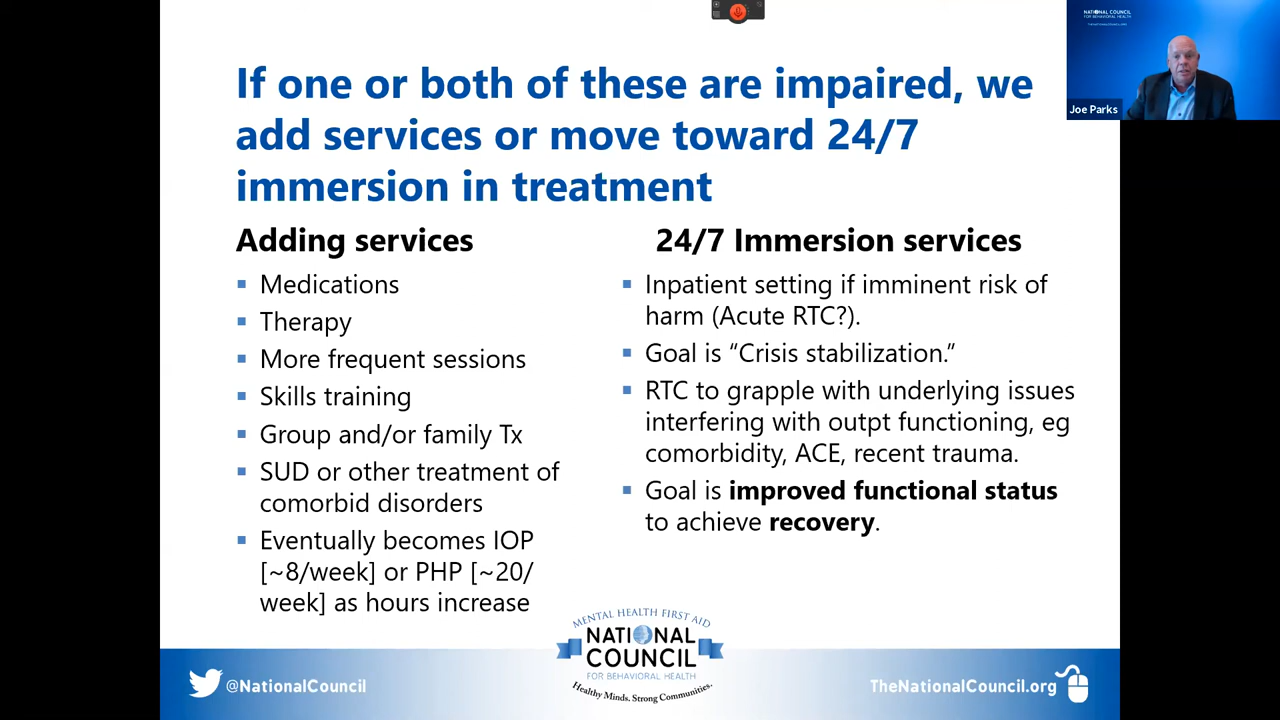 If one or both of these are impaired, we
add services or move toward 24/7
immersion in treatment
Adding services
Medications
Therapy
More frequent sessions
Skills training
Group and/or family Tx
SUD or other treatment of
comorbid disorders
Eventually becomes IOP
[~8/week] or PHP [~20/
week] as hours increase
24/7 Immersion services
Inpatient setting if imminent risk of
harm (Acute RTC?).
Goal is “Crisis stabilization.”
RTC to grapple with underlying issues
interfering with outpt functioning, eg
comorbidity, ACE, recent trauma.
Goal is improved functional status
to achieve recovery.
MENTAL HEALTH FIRST AID
NATIONAL
COUNCIL
FOR BEHAVIORAL HEALTH
Healthy Minds. Strong Communities.
@NationalCouncil
TheNationalCouncil.org
NATIONAL COUNCIL
FOR BEHAVIORAL HEALTH
Joe Parks